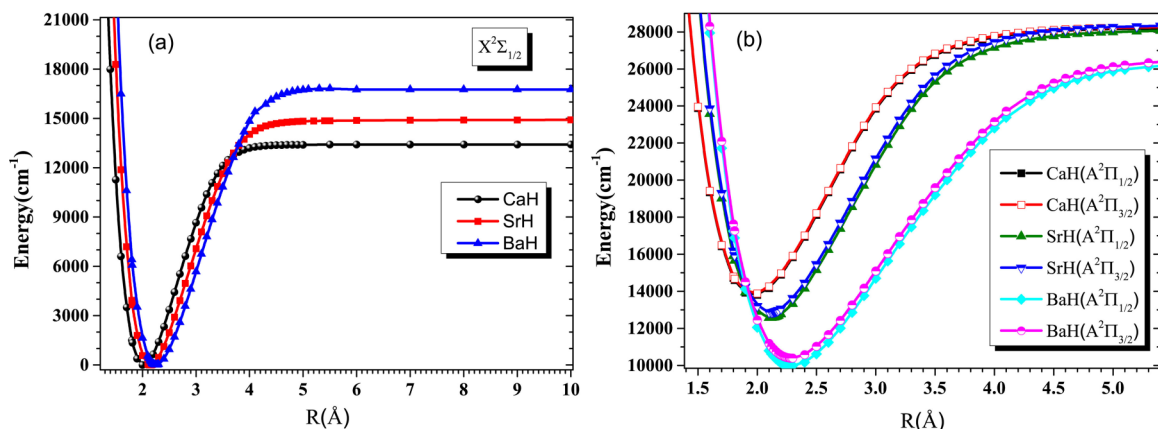 (a)
X²Σ₁/₂
Energy(cm⁻¹)
21000
18000
15000
12000
9000
6000
3000
0
CaH
SrH
BaH
2 3 4 5 6 7 8 9 10
R(Å)
(b)
Energy(cm⁻¹)
28000
26000
24000
22000
20000
18000
16000
14000
12000
10000
CaH(A²Π₁/₂)
CaH(A²Π₃/₂)
SrH(A²Π₁/₂)
SrH(A²Π₃/₂)
BaH(A²Π₁/₂)
BaH(A²Π₃/₂)
1.5 2.0 2.5 3.0 3.5 4.0 4.5 5.0
R(Å)